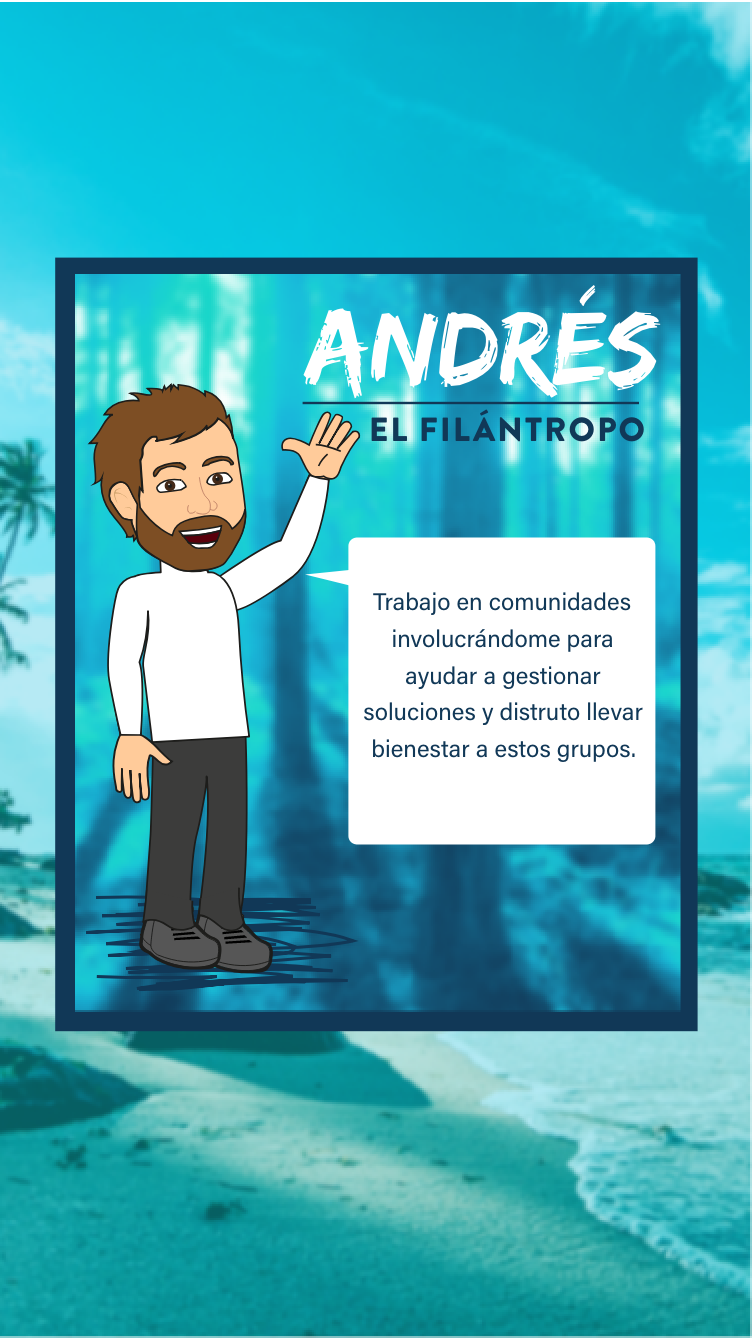 ANDRÉS
EL FILÁNTROPO
Trabajo en comunidades
involucrándome para
ayudar a gestionar
soluciones y distruto llevar
bienestar a estos grupos.